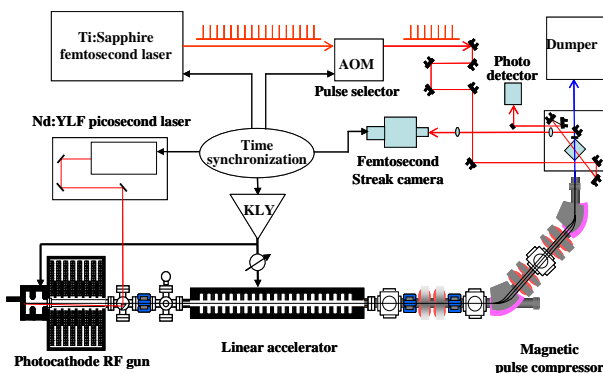 Ti:Sapphire
femtosecond laser
AOM
Pulse selector
Photo
detector
Dumper
Nd:YLF picosecond laser
Time
synchronization
Femtosecond
Streak camera
KLY
Photocathode RF gun
Linear accelerator
Magnetic
pulse compressor